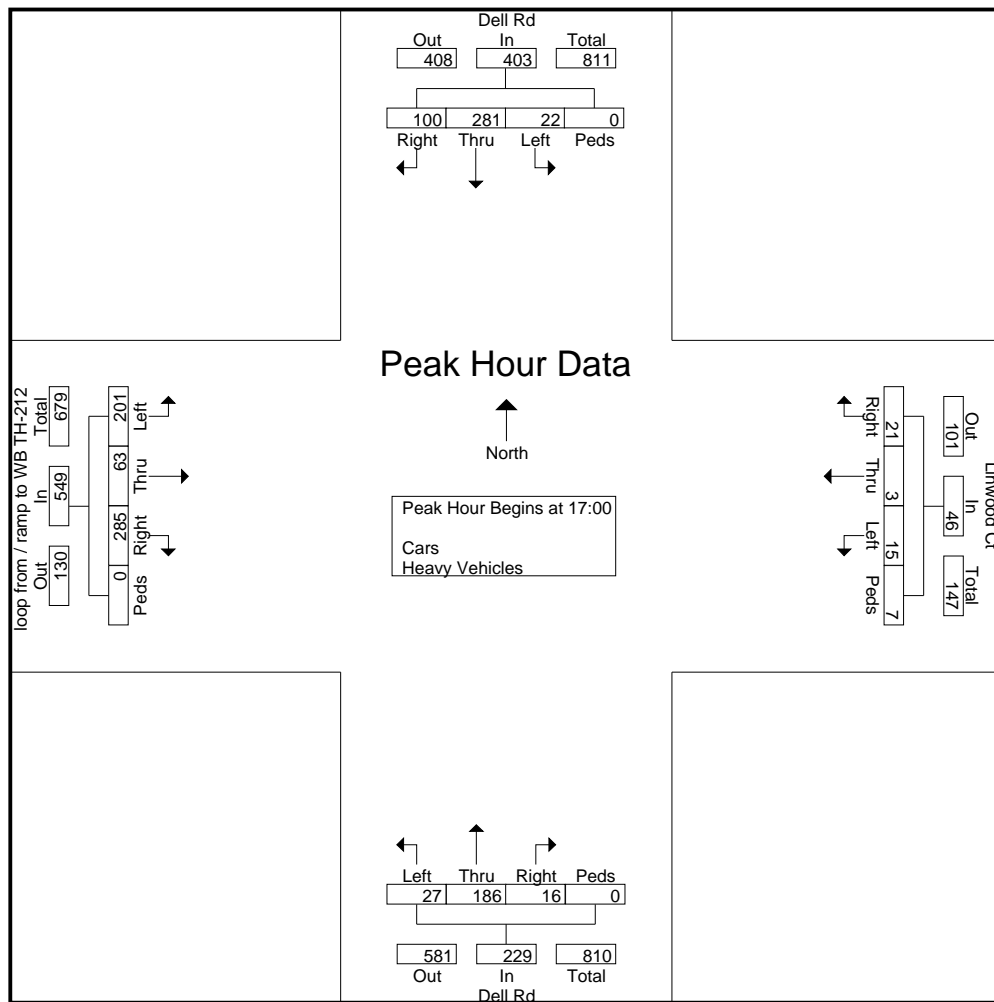 Dell Rd
Out In Total
408 403 811
100 281 22 0
Right Thru Left Peds
Peak Hour Data
North
Peak Hour Begins at 17:00
Cars
Heavy Vehicles
loop from / ramp to WB TH-212
Total In Out
679 549 130
201 63 285 0
Left Thru Right Peds
Right Thru Left Peds
21 3 15 7
101 46 147
Out In Total
Linwood Ct
Left Thru Right Peds
27 186 16 0
581 229 810
Out In Total
Dell Rd